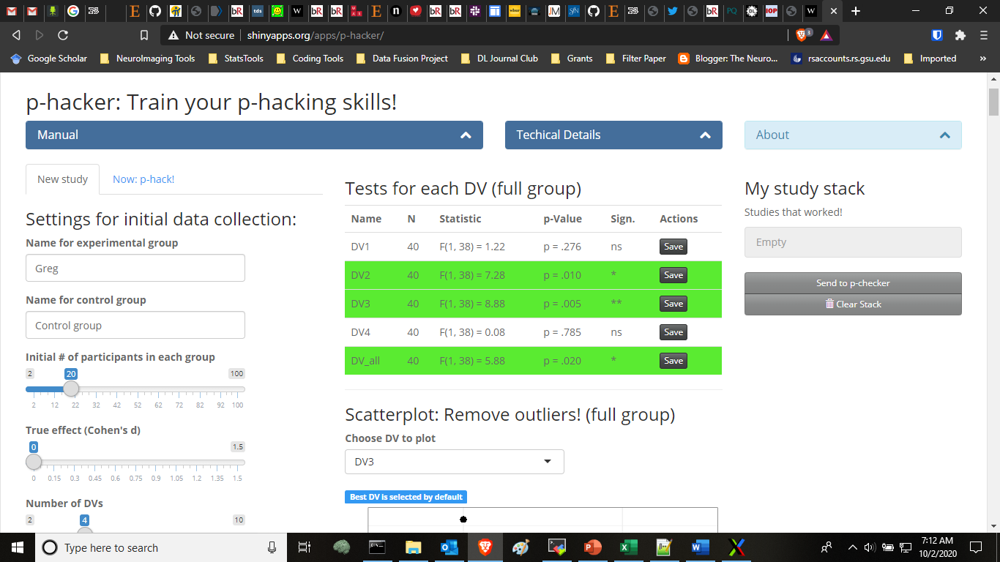 Not secure | shinyapps.org/apps/p-hacker/
3
Google Scholar NeuroImaging Tools StatsTools Coding Tools Data Fusion Project DL Journal Club Grants Filter Paper Blogger: The Neuro... rsaccounts.rs.gsu.edu Imported »
p-hacker: Train your p-hacking skills!
Manual
Techical Details
About
New study Now: p-hack!
Settings for initial data collection:
Name for experimental group
Greg
Name for control group
Control group
Initial # of participants in each group
2 20 100
2 12 22 32 42 52 62 72 82 92 100
True effect (Cohen's d)
0 1.5
0 0.15 0.3 0.45 0.6 0.75 0.9 1.05 1.2 1.35 1.5
Number of DVs
2 4 10
Tests for each DV (full group)
Name N Statistic p-Value Sign. Actions
DV1 40 F(1, 38) = 1.22 p = .276 ns Save
DV2 40 F(1, 38) = 7.28 p = .010 * Save
DV3 40 F(1, 38) = 8.88 p = .005 ** Save
DV4 40 F(1, 38) = 0.08 p = .785 ns Save
DV_all 40 F(1, 38) = 5.88 p = .020 * Save
Scatterplot: Remove outliers! (full group)
Choose DV to plot
DV3
Best DV is selected by default
My study stack
Studies that worked!
Empty
Send to p-checker
Clear Stack
Type here to search
7:12 AM
10/2/2020